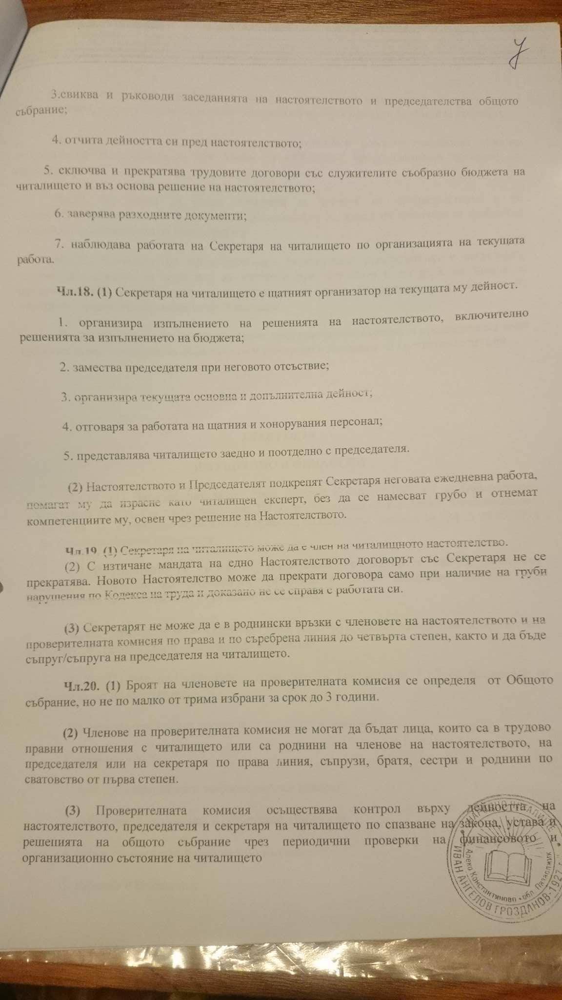 3.свиква и ръководи заседанията на настоятелството и председателства общото
събрание;
4. отчита дейността си пред настоятелството;
5. сключва и прекратява трудовите договори със служителите съобразно бюджета на
читалището и въз основа решение на настоятелството;
6. заверява разходните документи;
7. наблюдава работата на Секретаря на читалището по организацията на текущата
работа.
Чл.18. (1) Секретаря на читалището е щатният организатор на текущата му дейност.
1. организира изпълнението на решенията на настоятелството, включително
решенията за изпълнението на бюджета;
2. замества председателя при неговото отсъствие;
3. организира текущата основна и допълнителна дейност;
4. отговаря за работата на щатния и хонорувания персонал;
5. представлява читалището заедно и поотделно с председателя.
(2) Настоятелството и Председателят подкрепят Секретаря неговата ежедневна работа,
помагат му да израсне като читалищен експерт, без да се намесват грубо и отнемат
компетенциите му, освен чрез решение на Настоятелството.
Чл.19. (1) Секретаря на читалището може да е член на читалищното настоятелство.
(2) С изтичане мандата на едно Настоятелството договорът със Секретаря не се
прекратява. Новото Настоятелство може да прекрати договора само при наличие на груби
нарушения по Кодекса на труда и доказано не се справя с работата си.
(3) Секретарят не може да е в роднински връзки с членовете на настоятелството и на
проверителната комисия по права и по съребрена линия до четвърта степен, както и да бъде
съпруг/съпруга на председателя на читалището.
Чл.20. (1) Броят на членовете на проверителната комисия се определя от Общото
събрание, но не по малко от трима избрани за срок до 3 години.
(2) Членове на проверителната комисия не могат да бъдат лица, които са в трудово
правни отношения с читалището или са роднини на членове на настоятелството, на
председателя или на секретаря по права линия, съпрузи, братя, сестри и роднини по
сватовство от първа степен.
(3) Проверителната комисия осъществява контрол върху дейността на
настоятелството, председателя и секретаря на читалището по спазване на закона, устава и
решенията на общото събрание чрез периодични проверки на финансовото и
организационно състояние на читалището
НАРОДНО ЧИТАЛИЩЕ
ИВАН АНГЕЛОВ ГРОЗДАНОВ-1927 г.
Алеко Константиново • обл. Пазарджик